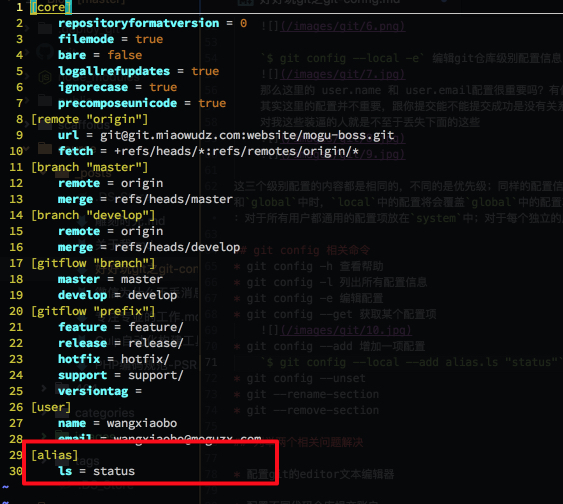 1 [core]
2 repositoryformatversion = 0
3 filemode = true
4 bare = false
5 logallrefupdates = true
6 ignorecase = true
7 precomposeunicode = true
8 [remote "origin"]
9 url = git@git.miaowudz.com:website/mogu-boss.git
10 fetch = +refs/heads/*:refs/remotes/origin/*
11 [branch "master"]
12 remote = origin
13 merge = refs/heads/master
14 [branch "develop"]
15 remote = origin
16 merge = refs/heads/develop
17 [gitflow "branch"]
18 master = master
19 develop = develop
20 [gitflow "prefix"]
21 feature = feature/
22 release = release/
23 hotfix = hotfix/
24 support = support/
25 versiontag =
26 [user]
27 name = wangxiaobo
28 email = wangxiaobo@moguzx.com
29 [alias]
30 ls = status
~
~
![](/images/git/6.png)
`$ git config --local -e` 编辑git仓库级别配置信息
![](/images/git/7.jpg)
那么这里的 user.name 和 user.email配置很重要吗?
其实这里的配置并不重要,跟你提交能不能提交成功是没有关系
对我这些装逼的人就是不至于丢失下面的这些
这三个级别配置的内容都是相同的,不同的是优先级;同样的配置信
和`global`中时,`local`中的配置将会覆盖`global`中的配置
:对于所有用户都通用的配置项放在`system`中;对于每个独立的
# git config 相关命令
* git config -h 查看帮助
* git config -l 列出所有配置信息
* git config -e 编辑配置
* git config --get 获取某个配置项
![](/images/git/10.jpg)
* git config --add 增加一项配置
`$ git config --local --add alias.ls "status"`
* git config --unset
* git --rename-section
* git --remove-section
个相关问题解决
* 配置git的editor文本编辑器
categories
tags